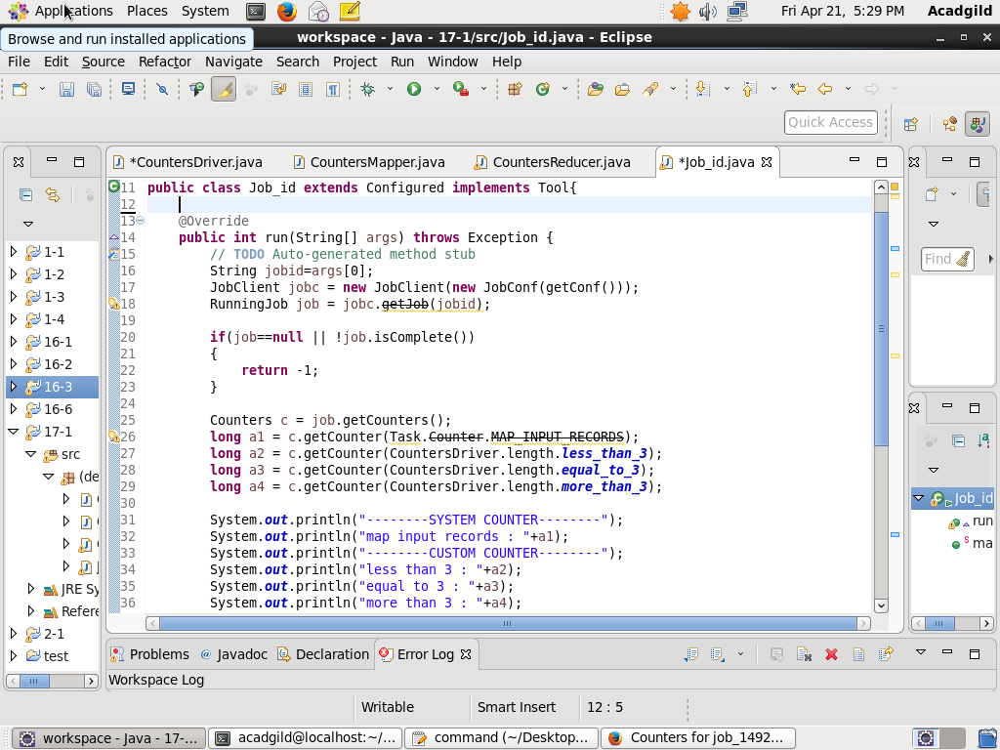 Applications Places System Fri Apr 21, 5:29 PM Acadgild
Browse and run installed applications
workspace - Java - 17-1/src/Job_id.java - Eclipse
File Edit Source Refactor Navigate Search Project Run Window Help
Quick Access
*CountersDriver.java CountersMapper.java CountersReducer.java *Job_id.java
11 public class Job_id extends Configured implements Tool{
12
13 @Override
14 public int run(String[] args) throws Exception {
15 // TODO Auto-generated method stub
16 String jobid=args[0];
17 JobClient jobc = new JobClient(new JobConf(getConf()));
18 RunningJob job = jobc.getJob(jobid);
19
20 if(job==null || !job.isComplete())
21 {
22 return -1;
23 }
24
25 Counters c = job.getCounters();
26 long a1 = c.getCounter(Task.Counter.MAP_INPUT_RECORDS);
27 long a2 = c.getCounter(CountersDriver.length.less_than_3);
28 long a3 = c.getCounter(CountersDriver.length.equal_to_3);
29 long a4 = c.getCounter(CountersDriver.length.more_than_3);
30
31 System.out.println("--------SYSTEM COUNTER--------");
32 System.out.println("map input records : "+a1);
33 System.out.println("--------CUSTOM COUNTER--------");
34 System.out.println("less than 3 : "+a2);
35 System.out.println("equal to 3 : "+a3);
36 System.out.println("more than 3 : "+a4);
1-1
1-2
1-3
1-4
16-1
16-2
16-3
16-6
17-1
src
(de
JRE Sy
Refere
2-1
test
Find
Job_id
run
ma
Problems @ Javadoc Declaration Error Log
Workspace Log
Writable Smart Insert 12 : 5
workspace - Java - 17-... acadgild@localhost:~/... command (~/Desktop... Counters for job_1492...